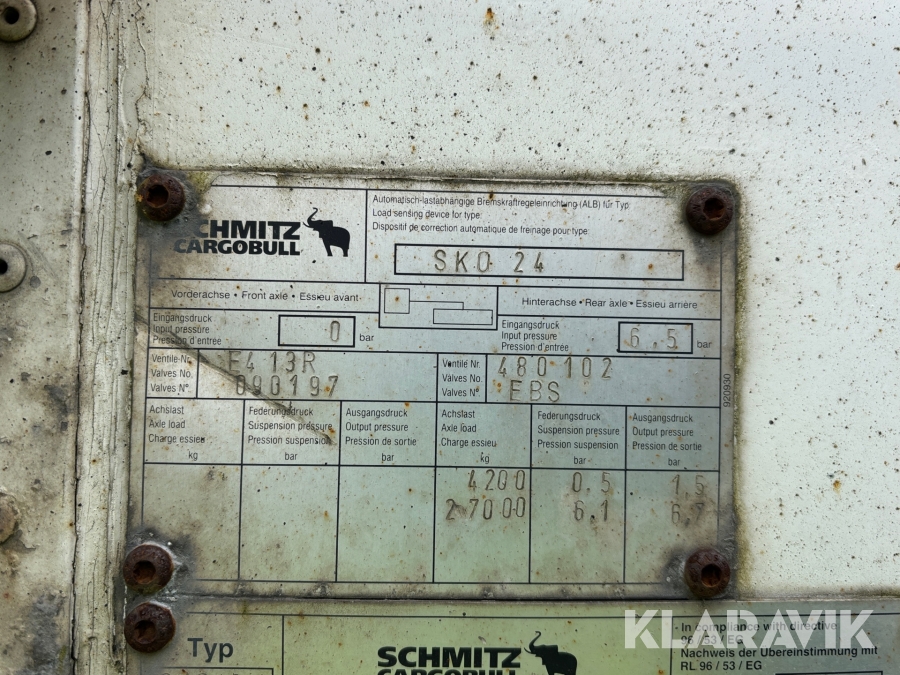 SCHMITZ
CARGOBULL
Automatisch-lastabhängige Bremskraftregeleinrichtung (ALB) für Typ:
Load sensing device for type:
Dispositif de correction automatique de freinage pour type:
SKO 24
Vorderachse • Front axle • Essieu avant
Hinterachse • Rear axle • Essieu arrière
Eingangsdruck
Input pressure
Pression d'entrée
0 bar
Eingangsdruck
Input pressure
Pression d'entrée
6.5 bar
Ventile-Nr.
Valves No.
Valves N°.
E4 13R
090197
Ventile Nr.
Valves No.
Valves N°.
480 102
EBS
920930
Achslast
Axle load
Charge essieu
kg
Federungsdruck
Suspension pressure
Pression suspension
bar
Ausgangsdruck
Output pressure
Pression de sortie
bar
Achslast
Axle load
Charge essieu
kg
Federungsdruck
Suspension pressure
Pression suspension
bar
Ausgangsdruck
Output pressure
Pression de sortie
bar
4200 0.5 1.5
27000 6.1 6.7
Typ
SCHMITZ
CARGOBULL
In compliance with directive
96 / 53 / EG
Nachweis der Übereinstimmung mit
RL 96 / 53 / EG
KLARAVIK